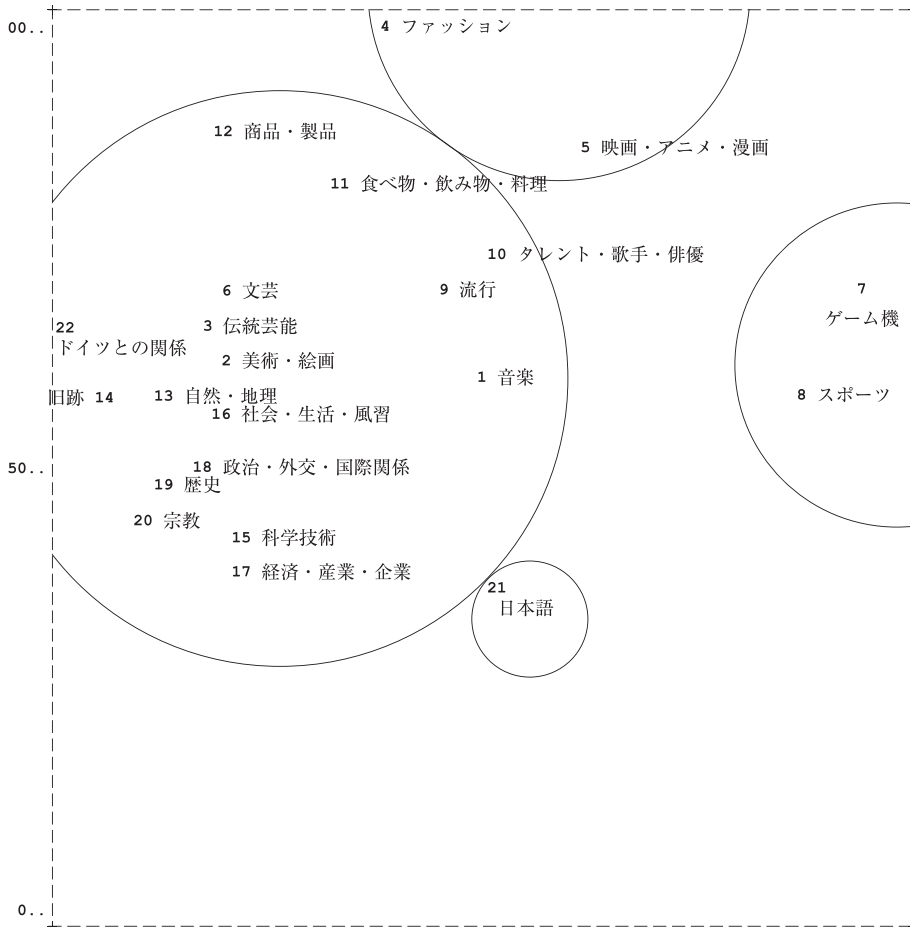 00..
4 ファッション
12 商品・製品
5 映画・アニメ・漫画
11 食べ物・飲み物・料理
10 タレント・歌手・俳優
6 文芸
9 流行
7
ゲーム機
3 伝統芸能
22
ドイツとの関係
2 美術・絵画
1 音楽
旧跡 14
13 自然・地理
8 スポーツ
16 社会・生活・風習
50..
18 政治・外交・国際関係
19 歴史
20 宗教
15 科学技術
17 経済・産業・企業
21
日本語
0..